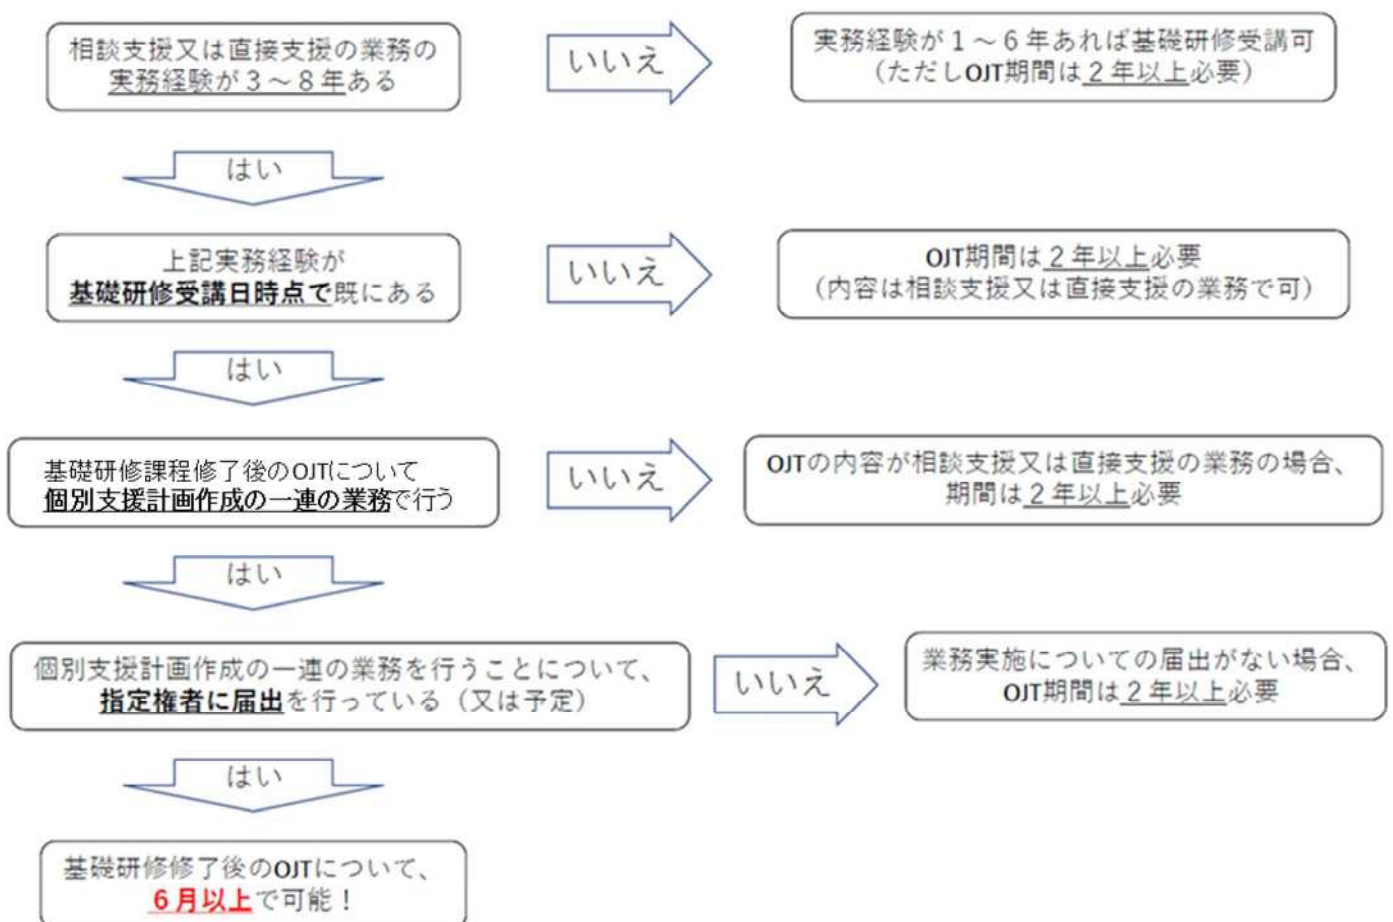 相談支援又は直接支援の業務の
実務経験が３～８年ある
いいえ
実務経験が１～６年あれば基礎研修受講可
（ただしOJT期間は２年以上必要）
はい
上記実務経験が
基礎研修受講日時点で既にある
いいえ
OJT期間は２年以上必要
（内容は相談支援又は直接支援の業務で可）
はい
基礎研修課程修了後のOJTについて
個別支援計画作成の一連の業務で行う
いいえ
OJTの内容が相談支援又は直接支援の業務の場合、
期間は２年以上必要
はい
個別支援計画作成の一連の業務を行うことについて、
指定権者に届出を行っている（又は予定）
いいえ
業務実施についての届出がない場合、
OJT期間は２年以上必要
はい
基礎研修修了後のOJTについて、
６月以上で可能！